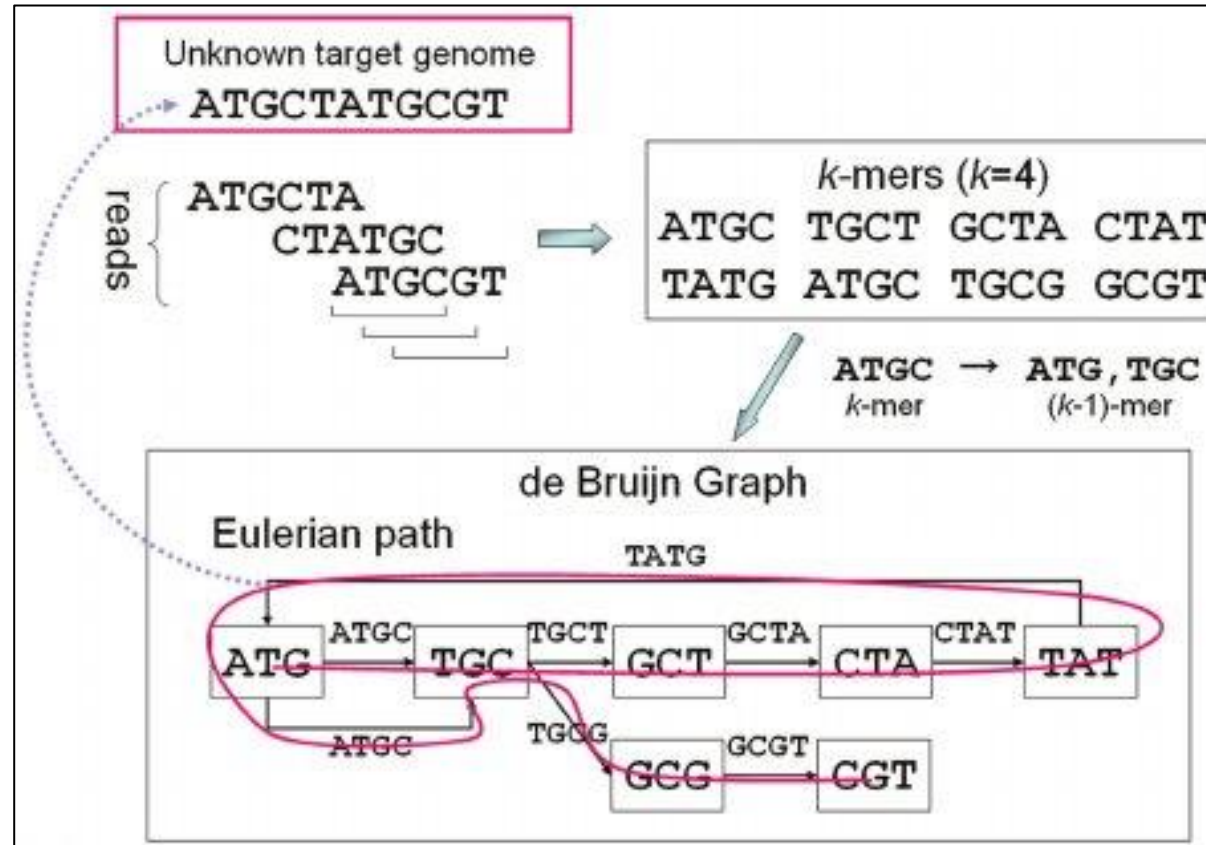 Unknown target genome
ATGCTATGCGT
reads
ATGCTA
CTATGC
ATGCGT
k-mers (k=4)
ATGC TGCT GCTA CTAT
TATG ATGC TGCG GCGT
ATGC → ATG,TGC
k-mer (k-1)-mer
de Bruijn Graph
Eulerian path
TATG
ATGC TGCT GCTA CTAT
ATG TGC GCT CTA TAT
ATGC TGCG GCGT
GCG CGT